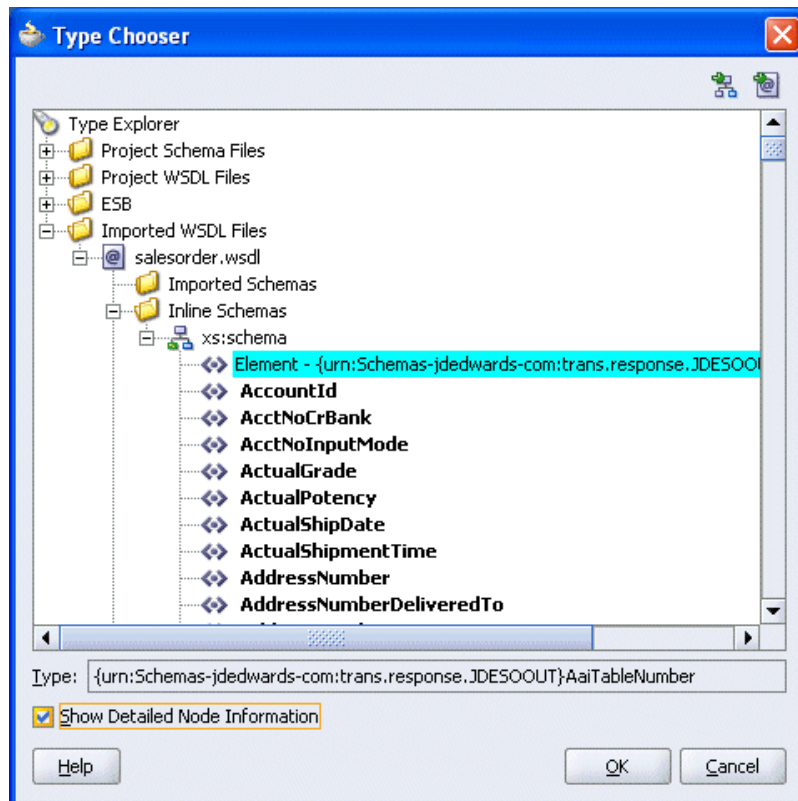 Type Chooser
Type Explorer
Project Schema Files
Project WSDL Files
ESB
Imported WSDL Files
salesorder.wsdl
Imported Schemas
Inline Schemas
xs:schema
Element - {urn:Schemas-jdedwards-com:trans.response.JDESOOU
AccountId
AcctNoCrBank
AcctNoInputMode
ActualGrade
ActualPotency
ActualShipDate
ActualShipmentTime
AddressNumber
AddressNumberDeliveredTo
Type: {urn:Schemas-jdedwards-com:trans.response.JDESOOUT}AaiTableNumber
Show Detailed Node Information
Help OK Cancel